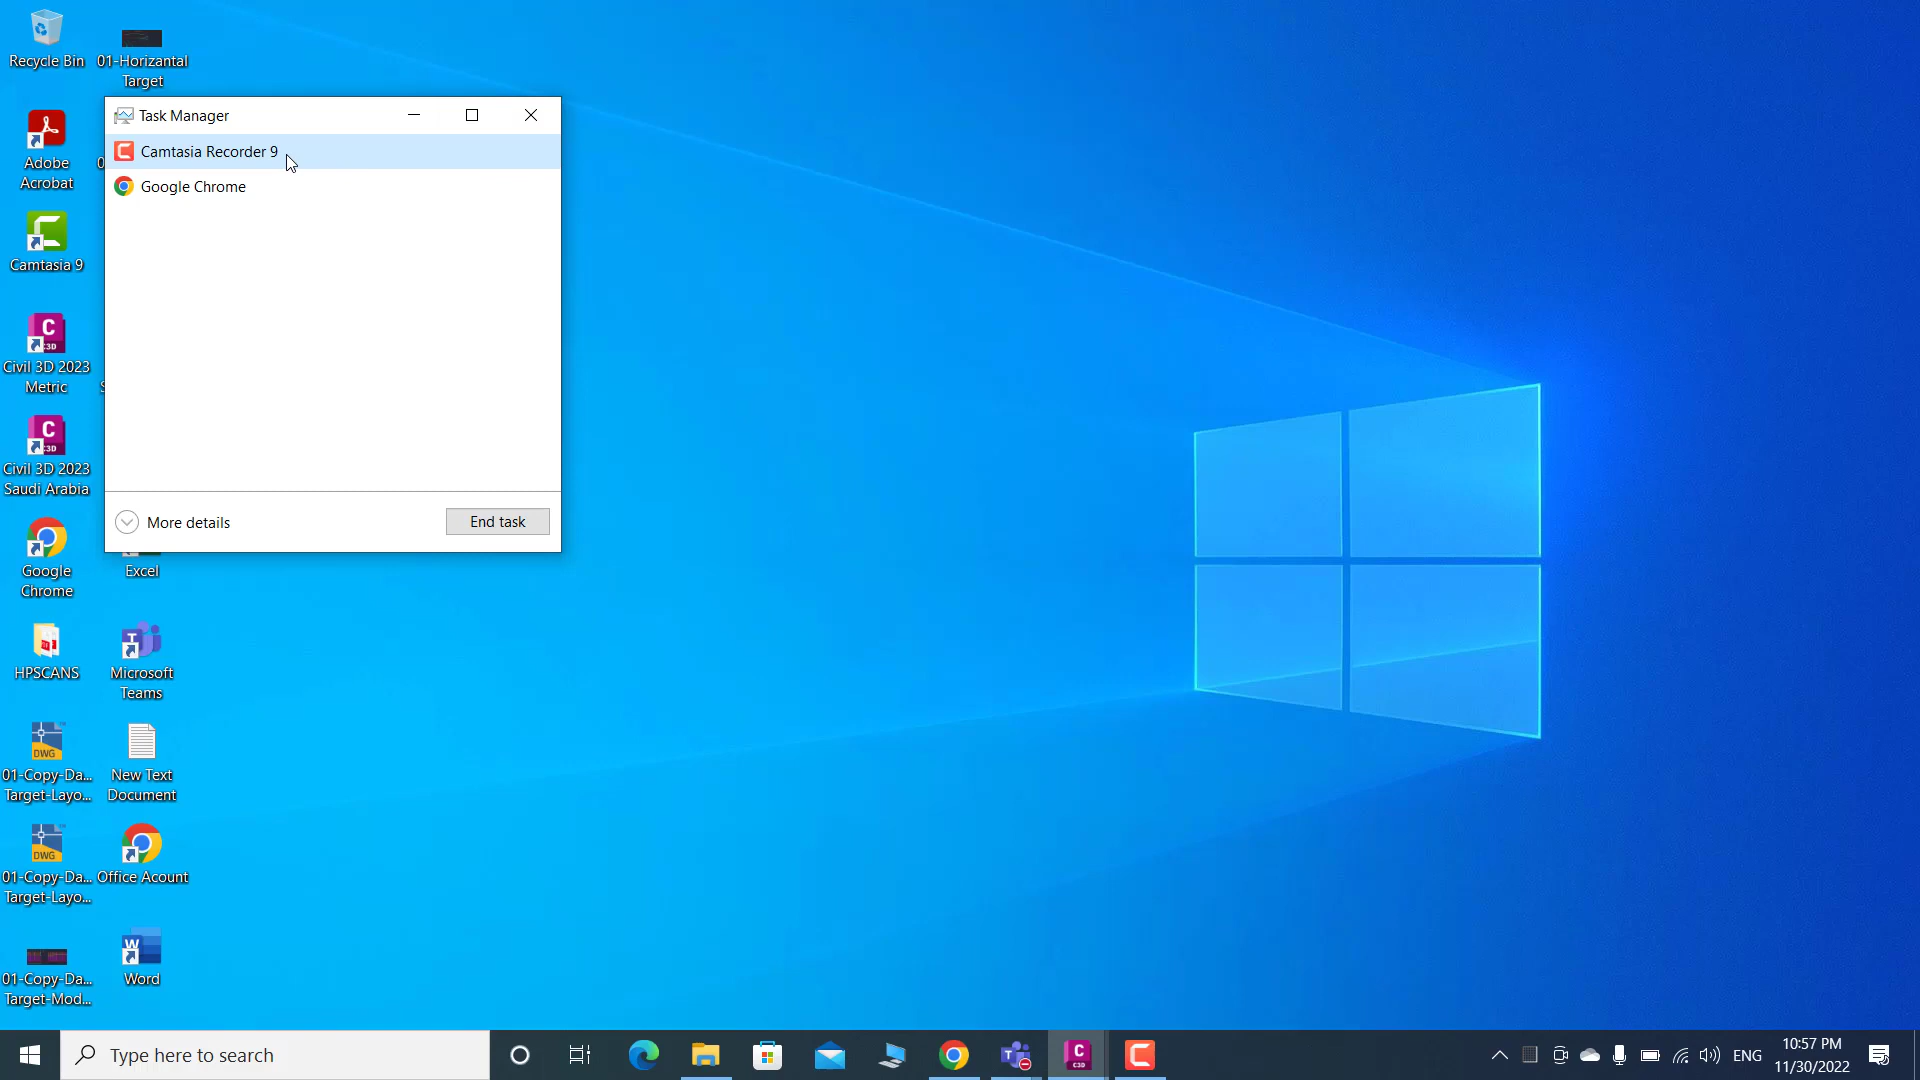 Recycle Bin
01-Horizantal
Target
Task Manager
Camtasia Recorder 9
Google Chrome
More details
End task
Adobe
Acrobat
0
Camtasia 9
Civil 3D 2023
Metric
Civil 3D 2023
Saudi Arabia
Google
Chrome
Excel
HPSCANS
Microsoft
Teams
01-Copy-Da...
Target-Layo...
New Text
Document
01-Copy-Da...
Target-Layo...
Office Acount
01-Copy-Da...
Target-Mod...
Word
Type here to search
ENG
10:57 PM
11/30/2022